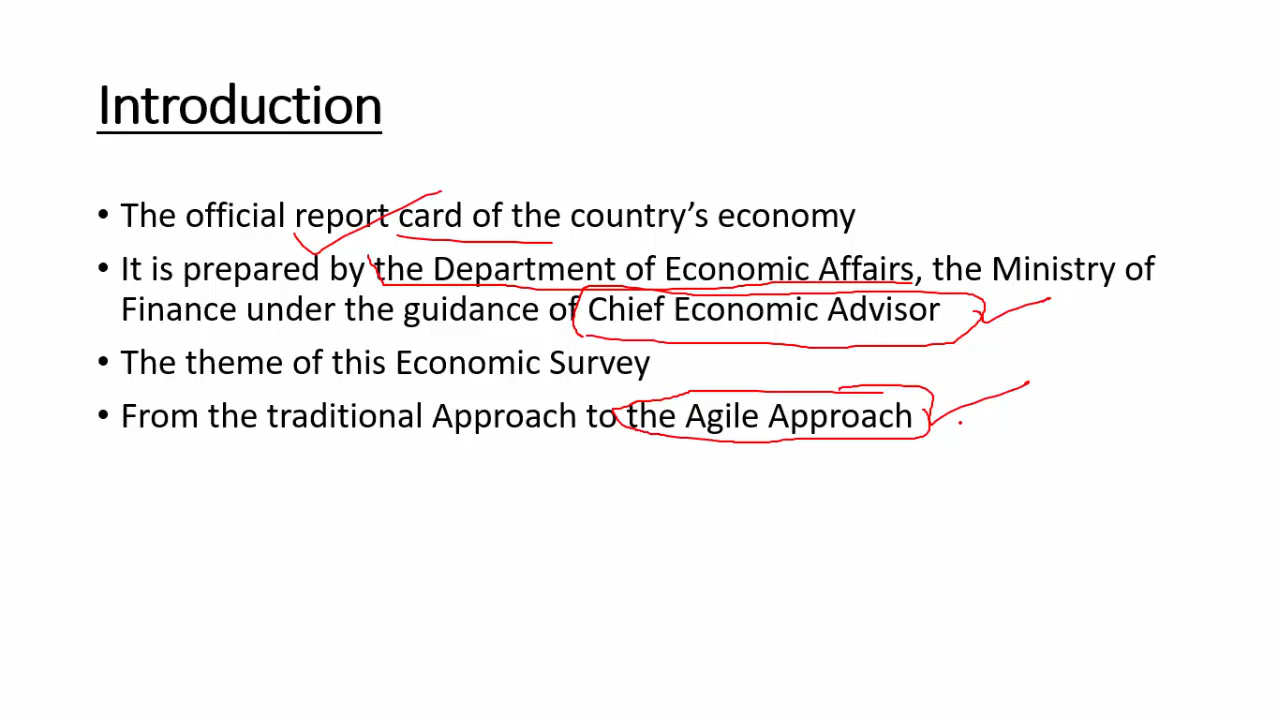 Introduction
• The official report card of the country’s economy
• It is prepared by the Department of Economic Affairs, the Ministry of
Finance under the guidance of Chief Economic Advisor
• The theme of this Economic Survey
• From the traditional Approach to the Agile Approach